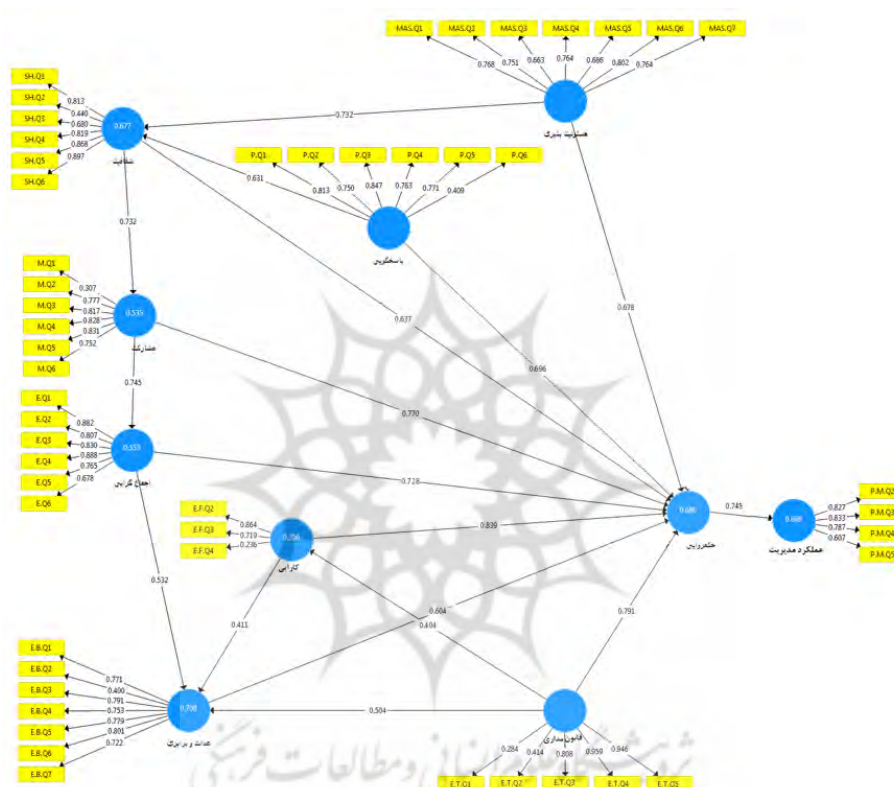 MAS.Q1 MAS.Q2 MAS.Q3 MAS.Q4 MAS.Q5 MAS.Q6 MAS.Q7
0.768 0.751 0.663 0.764 0.686 0.802 0.764
مسئولیت پذیری
SH.Q1
SH.Q2
SH.Q3
SH.Q4
SH.Q5
SH.Q6
0.812
0.440
0.680
0.819
0.868
0.897
0.677
شفافیت
0.732
P.Q1 P.Q2 P.Q3 P.Q4 P.Q5 P.Q6
0.813 0.750 0.847 0.763 0.771 0.409
پاسخگویی
0.631
0.732
0.637
0.678
0.696
M.Q1
M.Q2
M.Q3
M.Q4
M.Q5
M.Q6
0.307
0.777
0.817
0.828
0.831
0.752
0.535
مشارکت
0.745
0.770
E.Q1
E.Q2
E.Q3
E.Q4
E.Q5
E.Q6
0.882
0.807
0.830
0.888
0.765
0.678
0.555
اجماع گرایی
0.728
0.532
E.F.Q2
E.F.Q3
E.F.Q4
0.864
0.719
0.236
کارآیی
0.839
0.411
0.604
0.404
0.791
0.680
حکمروایی
0.745
عملکرد مدیریت
P.M.Q2
P.M.Q3
P.M.Q4
P.M.Q5
0.827
0.833
0.787
0.607
E.B.Q1
E.B.Q2
E.B.Q3
E.B.Q4
E.B.Q5
E.B.Q6
E.B.Q7
0.771
0.490
0.791
0.753
0.779
0.801
0.722
0.708
عدالت و برابری
0.504
قانون مداری
0.284 0.414 0.808 0.959 0.946
E.T.Q1 E.T.Q2 E.T.Q3 E.T.Q4 E.T.Q5
پژوهشگاه علوم انسانی و مطالعات فرهنگی